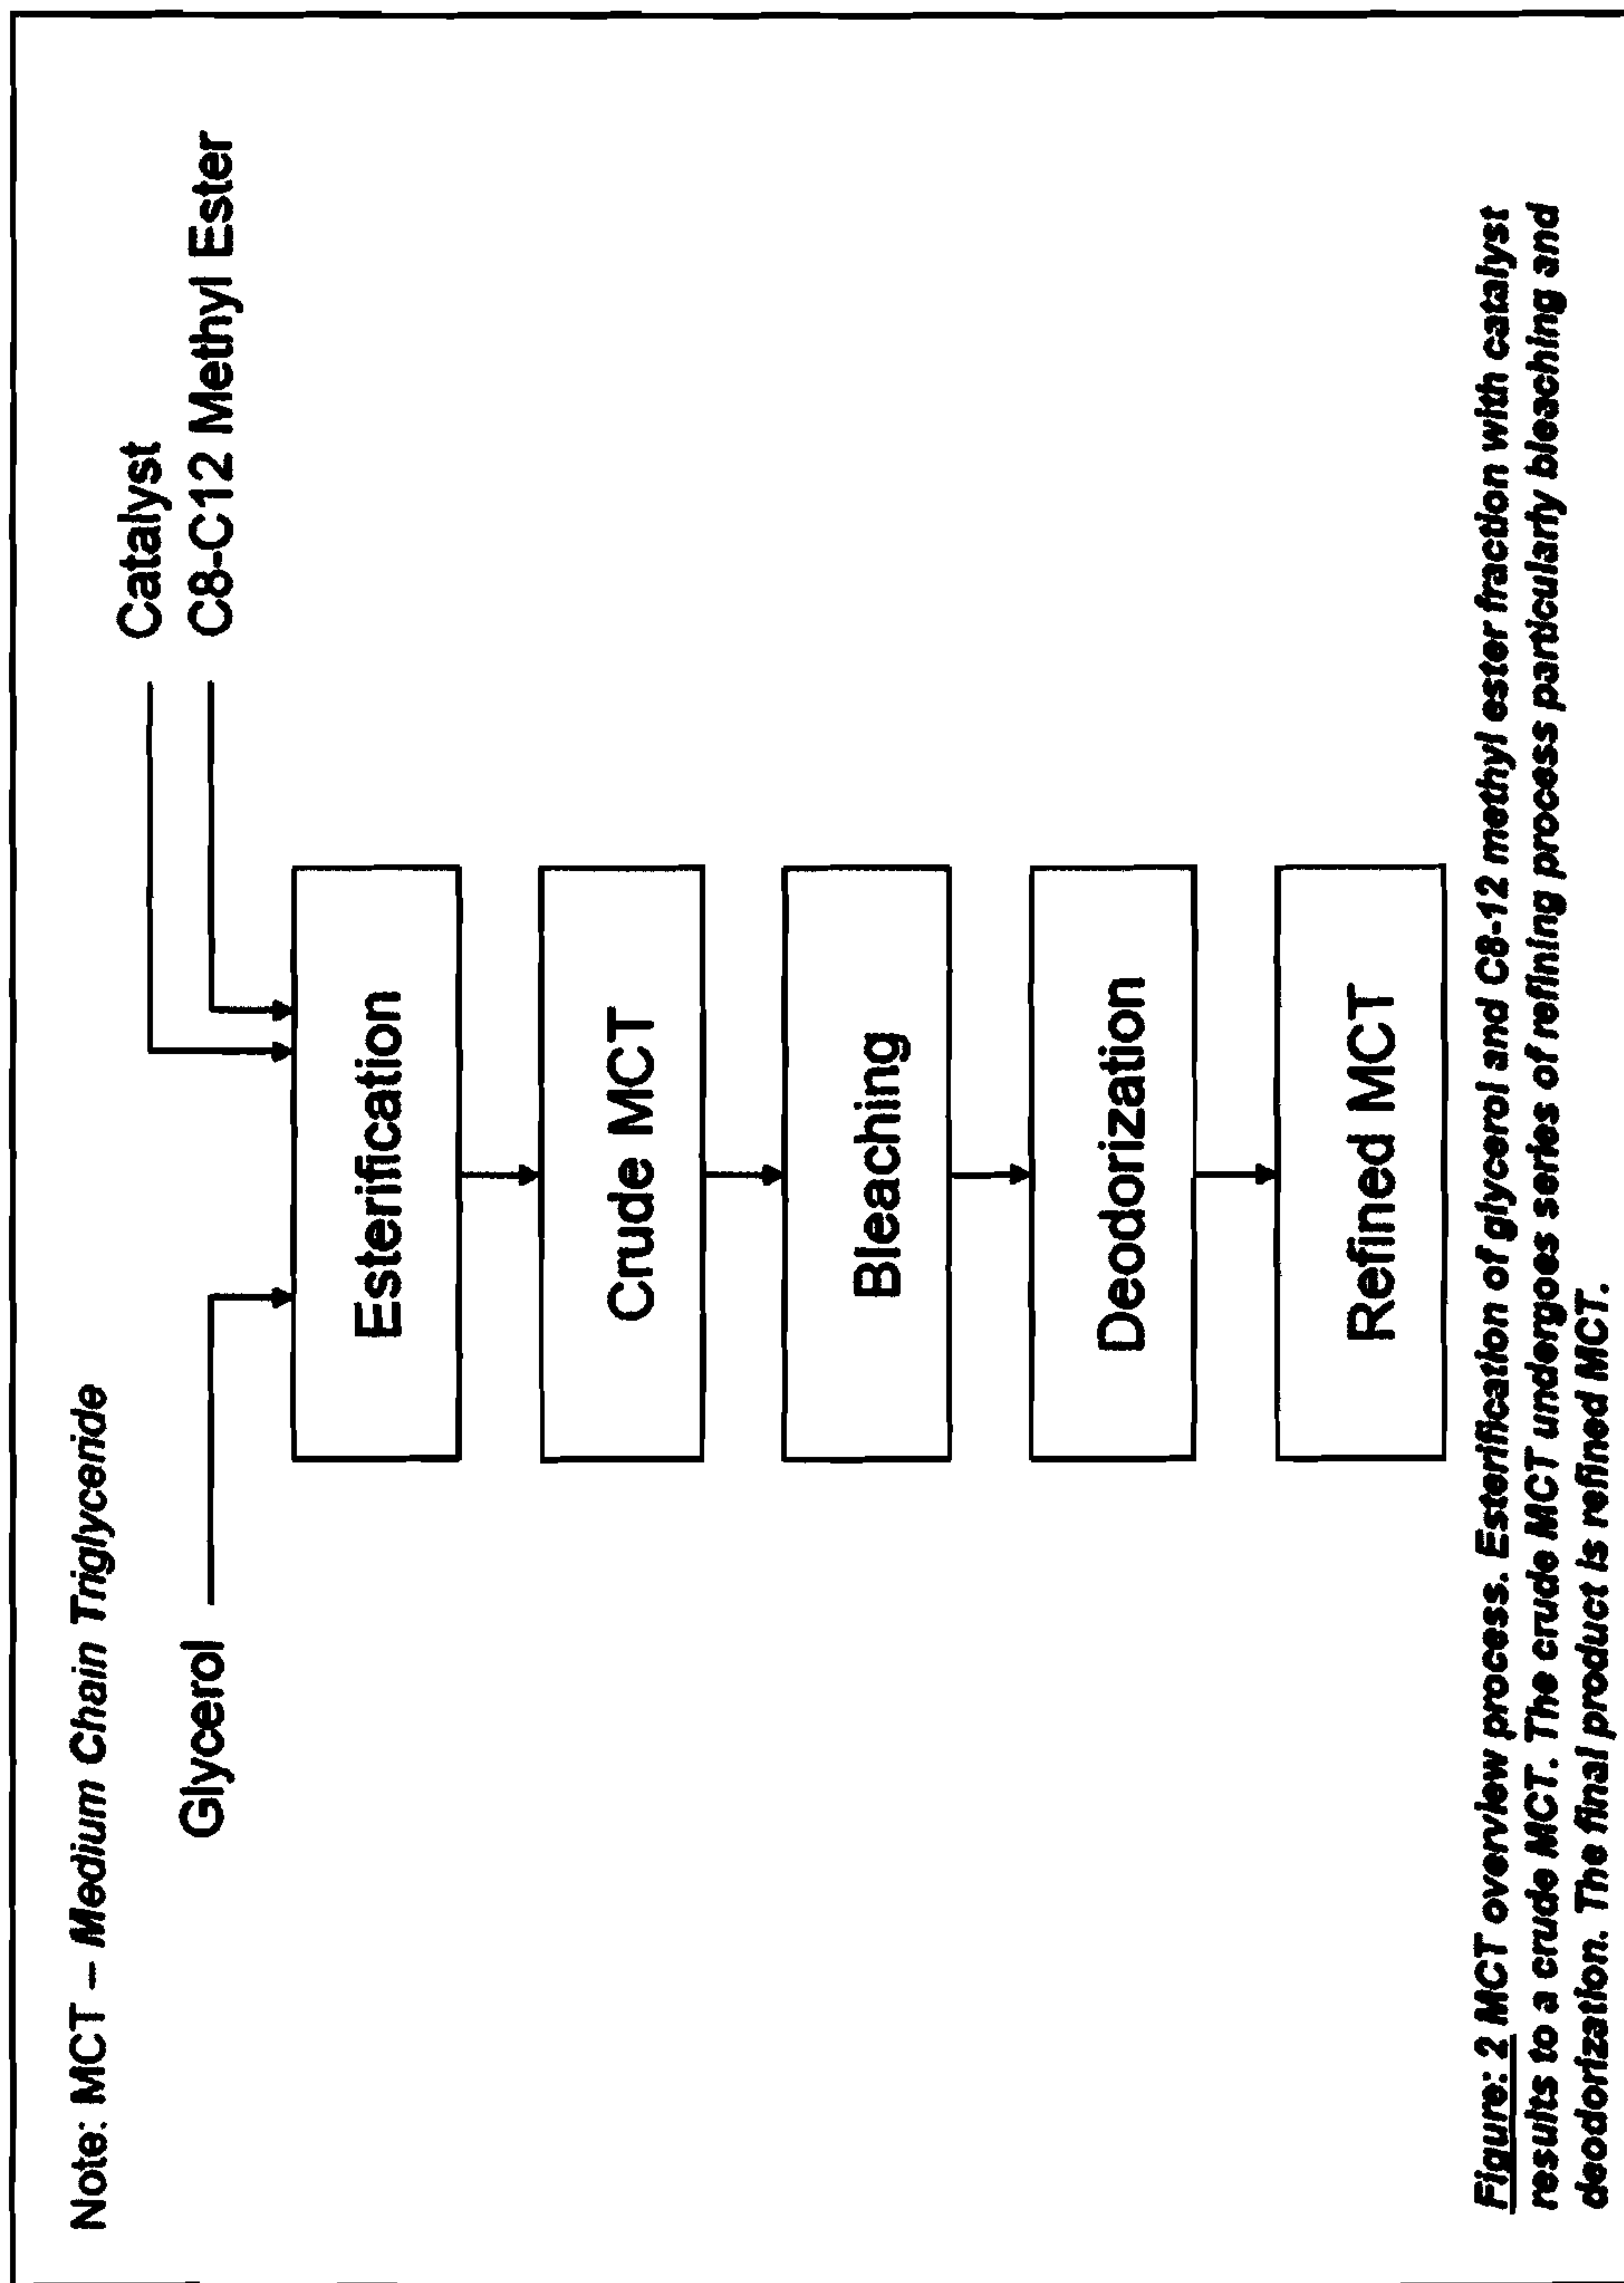 Note: MCT – Medium Chain Triglyceride
Catalyst
Glycerol
C8-C12 Methyl Ester
Esterification
Crude MCT
Bleaching
Deodorization
Refined MCT
Figure: 2 MCT overview process. Esterification of glycerol and C8-12 methyl ester fraction with catalyst
results to a crude MCT. The crude MCT undergoes series of refining process particularly bleaching and
deodorization. The final product is refined MCT.